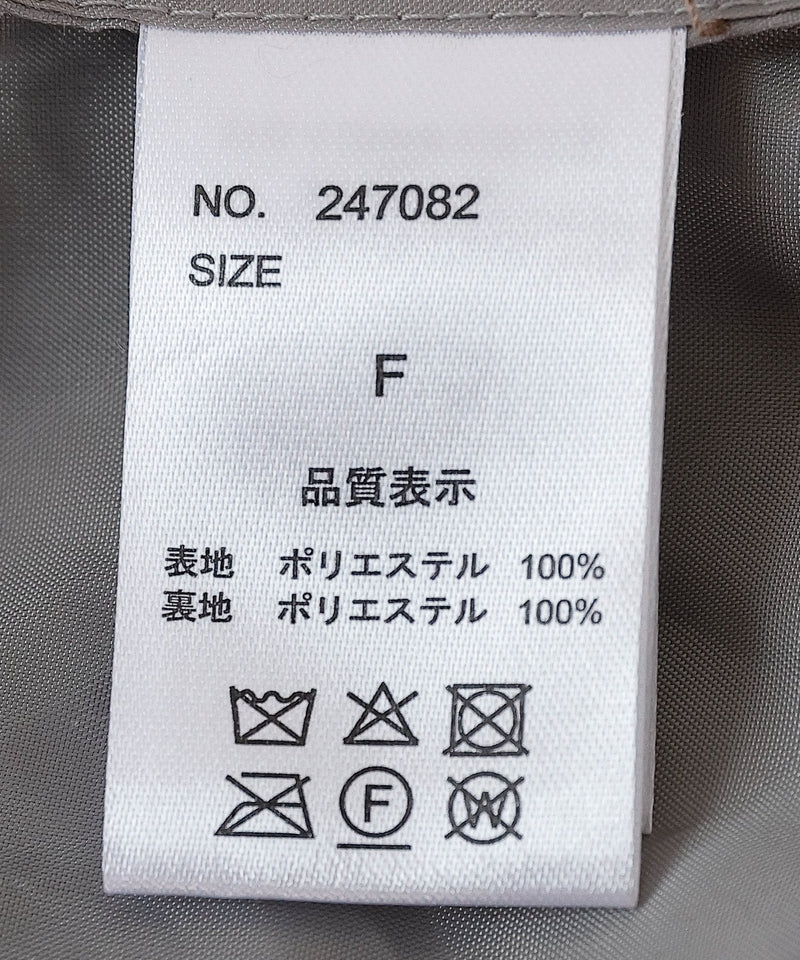 NO. 247082
SIZE
F
品質表示
表地 ポリエステル 100%
裏地 ポリエステル 100%
F W